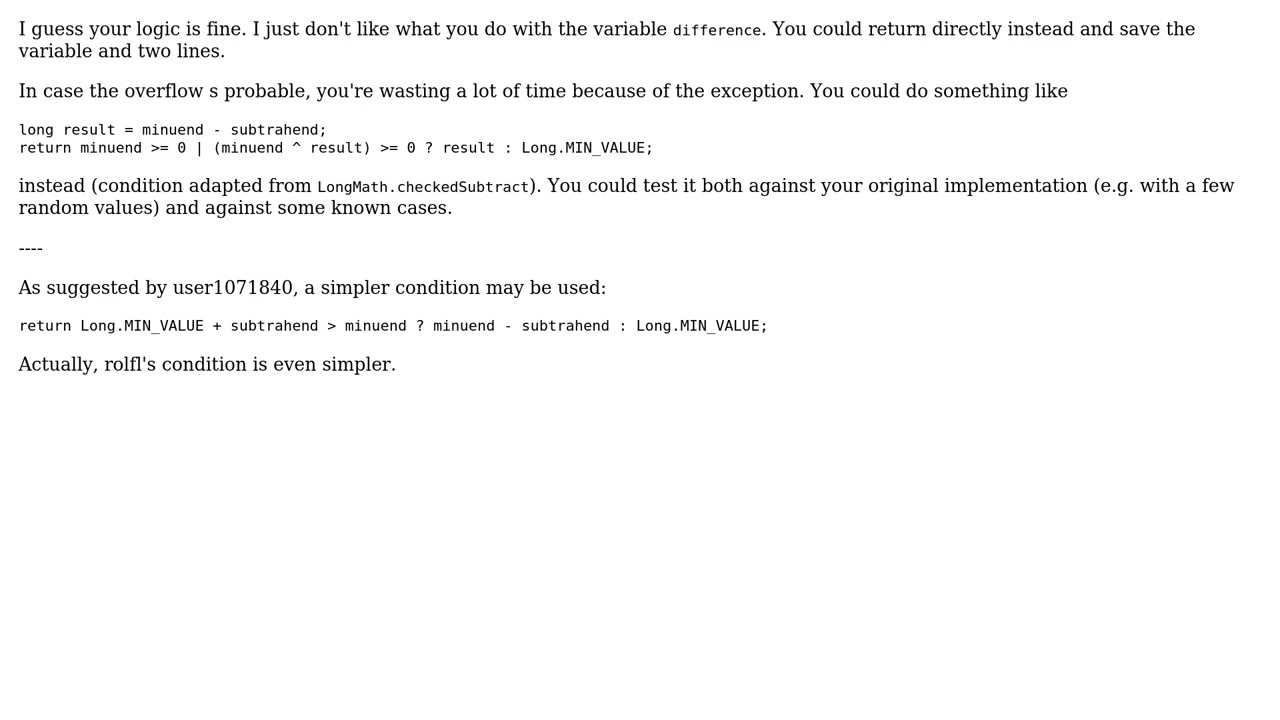 I guess your logic is fine. I just don't like what you do with the variable difference. You could return directly instead and save the
variable and two lines.
In case the overflow s probable, you're wasting a lot of time because of the exception. You could do something like
long result = minuend - subtrahend;
return minuend >= 0 | (minuend ^ result) >= 0 ? result : Long.MIN_VALUE;
instead (condition adapted from LongMath.checkedSubtract). You could test it both against your original implementation (e.g. with a few
random values) and against some known cases.
----
As suggested by user1071840, a simpler condition may be used:
return Long.MIN_VALUE + subtrahend > minuend ? minuend - subtrahend : Long.MIN_VALUE;
Actually, rolfl's condition is even simpler.